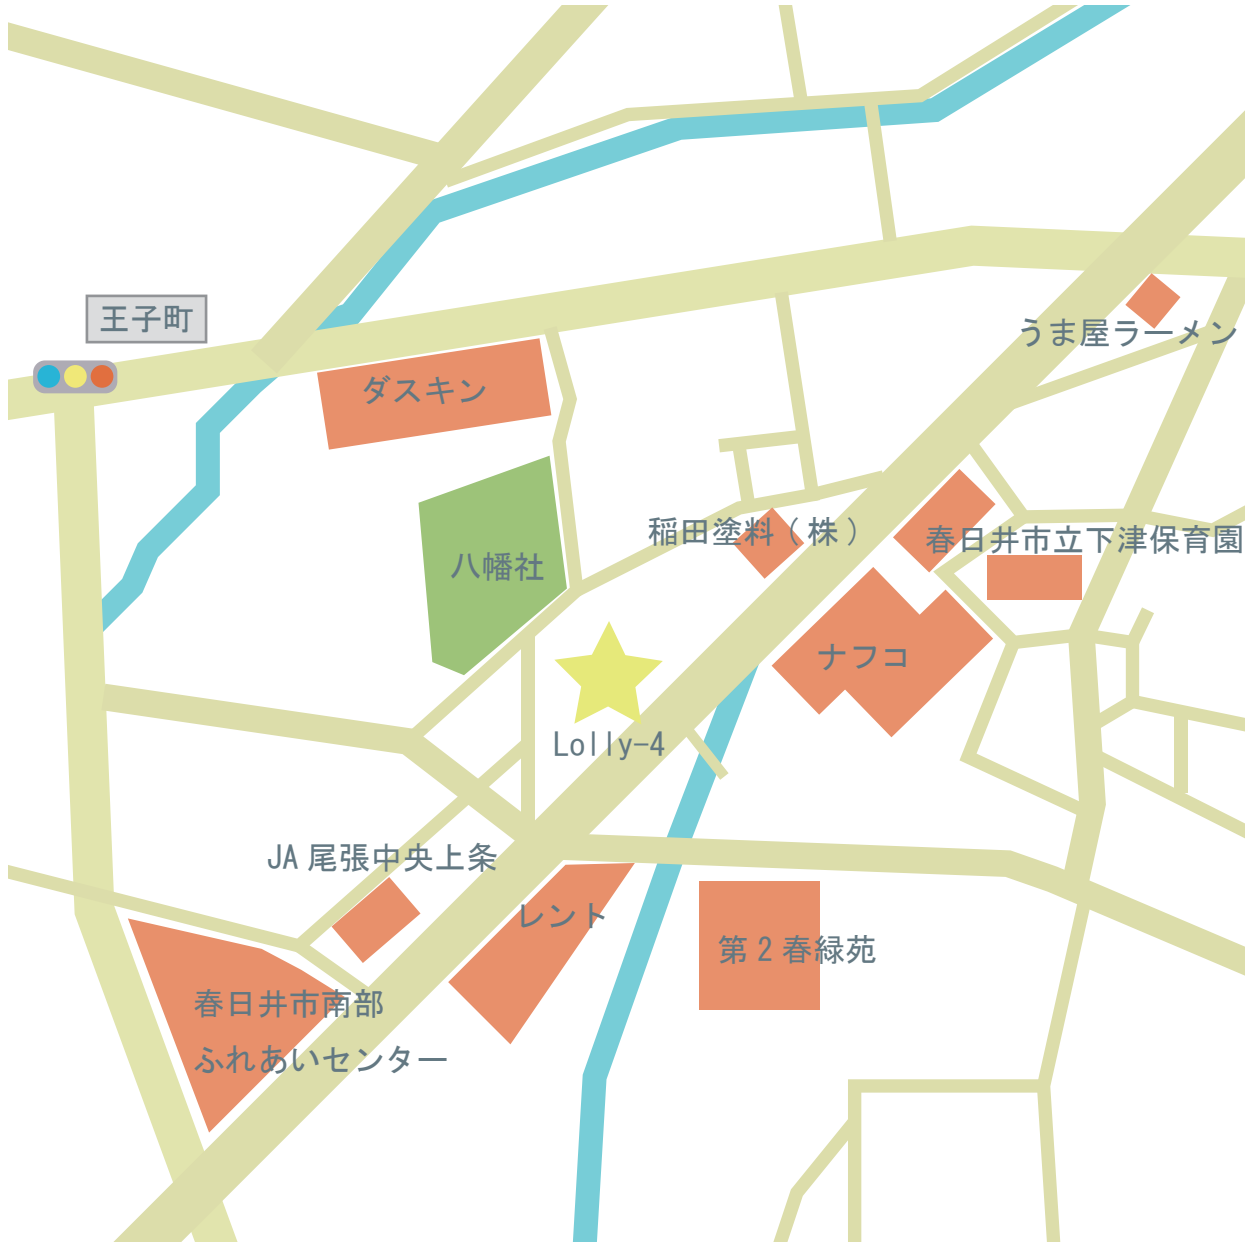 王子町
うま屋ラーメン
ダスキン
稲田塗料（株）
春日井市立下津保育園
八幡社
ナフコ
Lolly-4
JA 尾張中央上条
レント
第 2 春緑苑
春日井市南部
ふれあいセンター